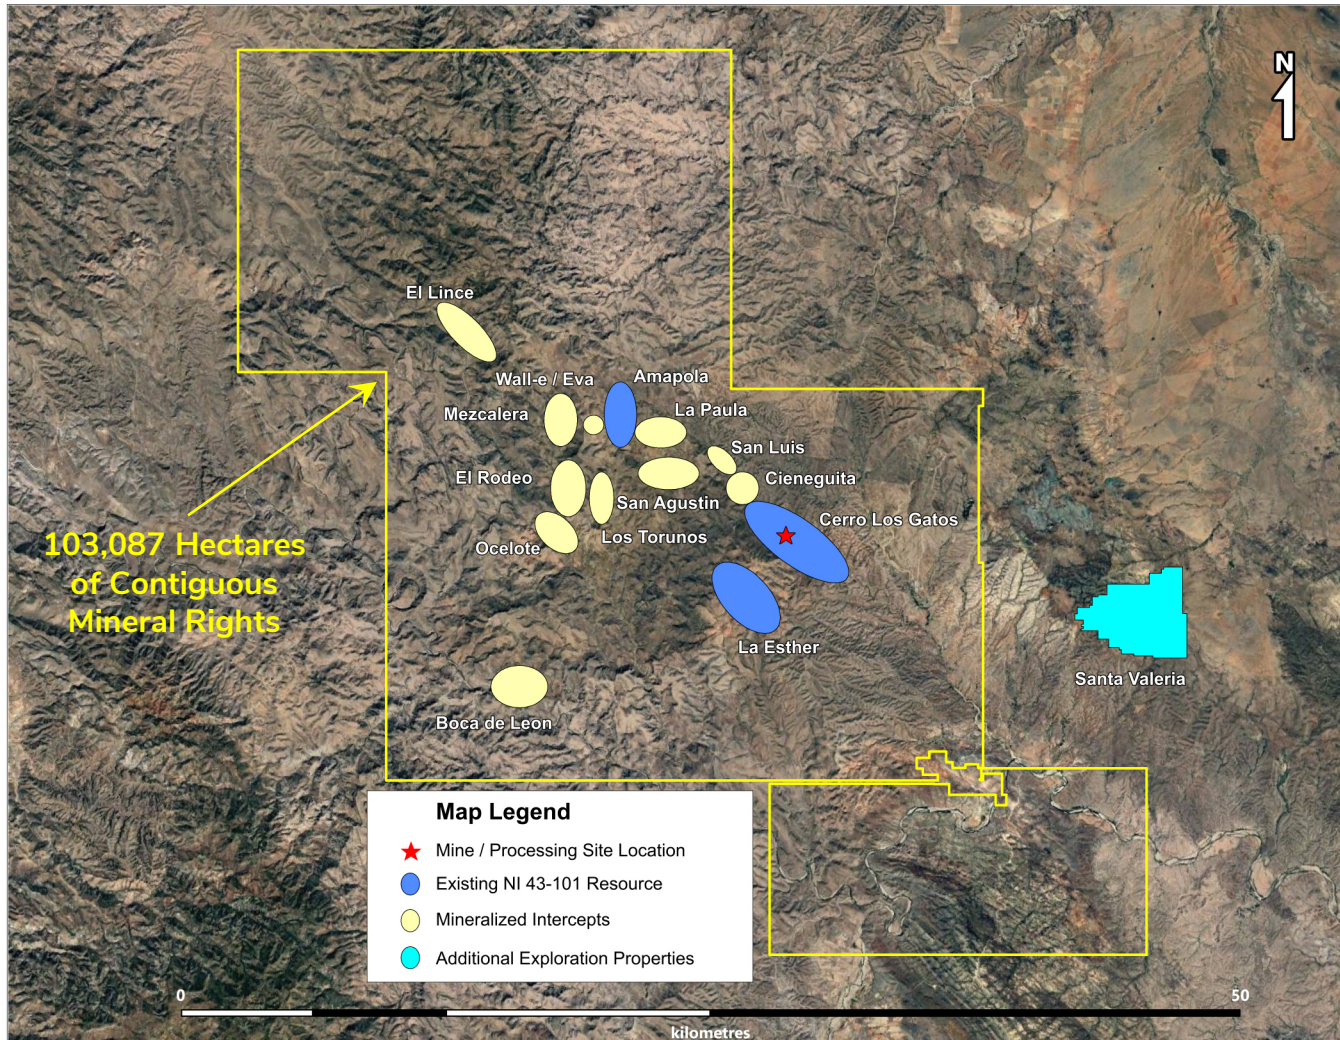 N
El Lince
Wall-e / Eva
Amapola
Mezcalera
La Paula
San Luis
El Rodeo
Cieneguita
San Agustin
Cerro Los Gatos
Los Torunos
Ocelote
103,087 Hectares
of Contiguous
Mineral Rights
La Esther
Santa Valeria
Boca de Leon
Map Legend
Mine / Processing Site Location
Existing NI 43-101 Resource
Mineralized Intercepts
Additional Exploration Properties
0
50
kilometres